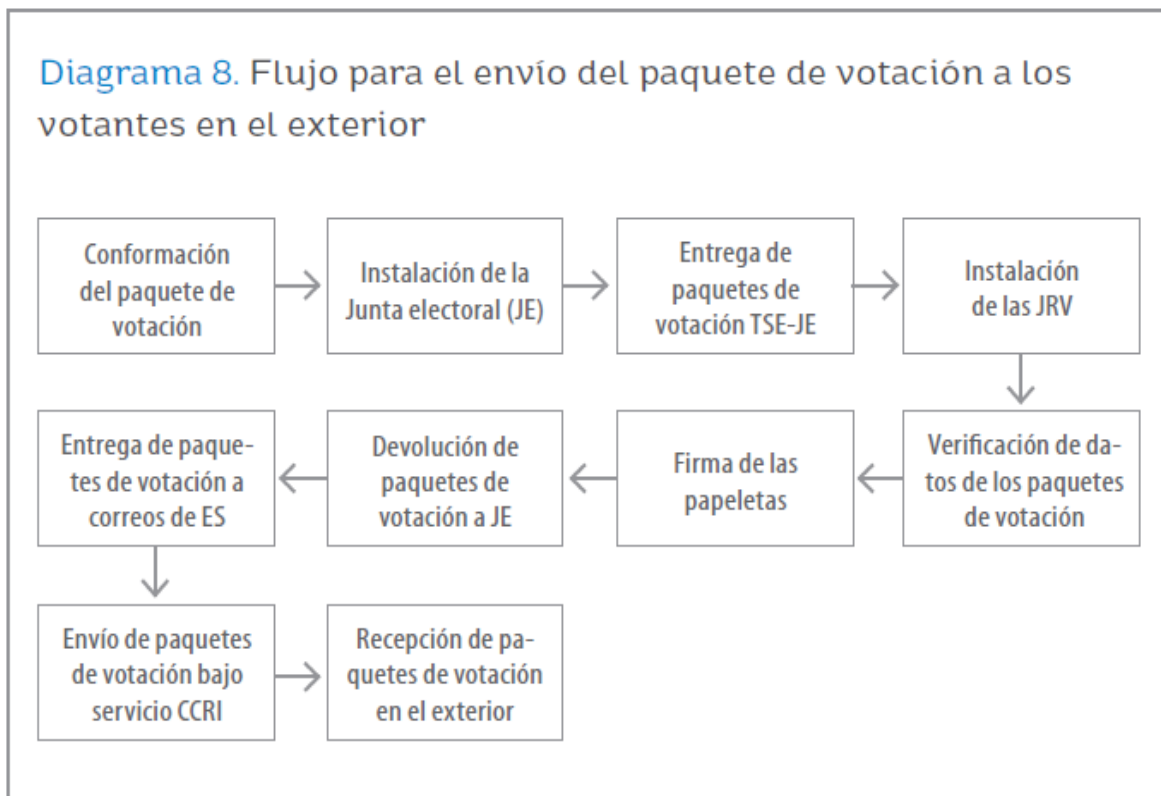 Diagrama 8. Flujo para el envío del paquete de votación a los
votantes en el exterior
Conformación
del paquete de
votación
Instalación de la
Junta electoral (JE)
Entrega de
paquetes de
votación TSE-JE
Instalación
de las JRV
Verificación de da-
tos de los paquetes
de votación
Firma de las
papeletas
Devolución de
paquetes de
votación a JE
Entrega de paque-
tes de votación a
correos de ES
Envío de paquetes
de votación bajo
servicio CCRI
Recepción de pa-
quetes de votación
en el exterior